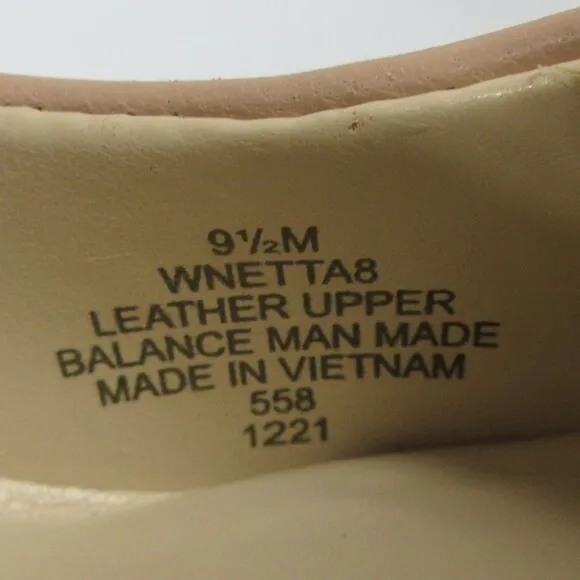 9½M
WNETTA8
LEATHER UPPER
BALANCE MAN MADE
MADE IN VIETNAM
558
1221